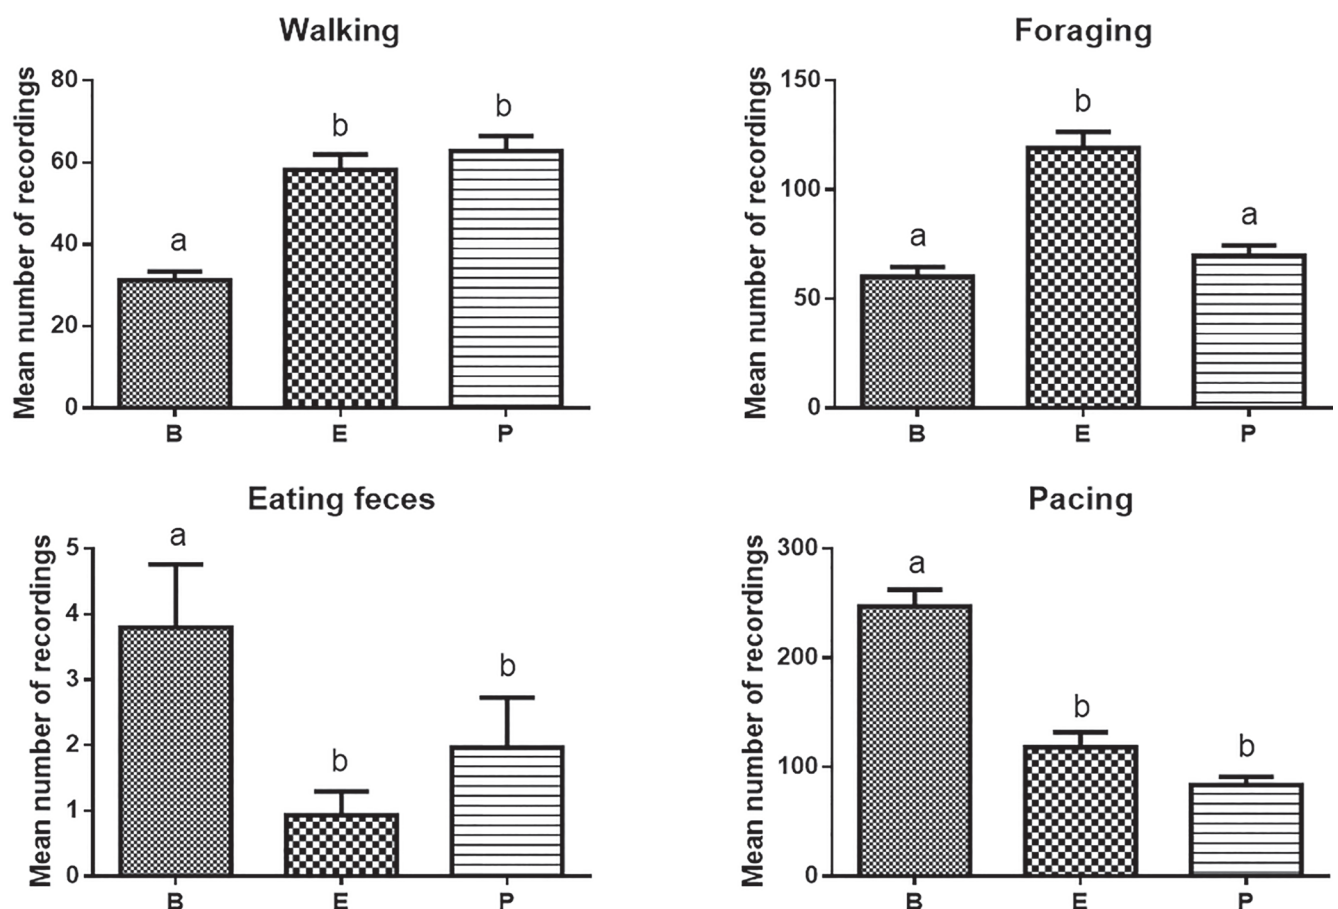 Walking
Mean number of recordings
80
60
40
20
0
a
b
b
B
E
P
Foraging
Mean number of recordings
150
100
50
0
a
b
a
B
E
P
Eating feces
Mean number of recordings
5
4
3
2
1
0
a
b
b
B
E
P
Pacing
Mean number of recordings
300
200
100
0
a
b
b
B
E
P